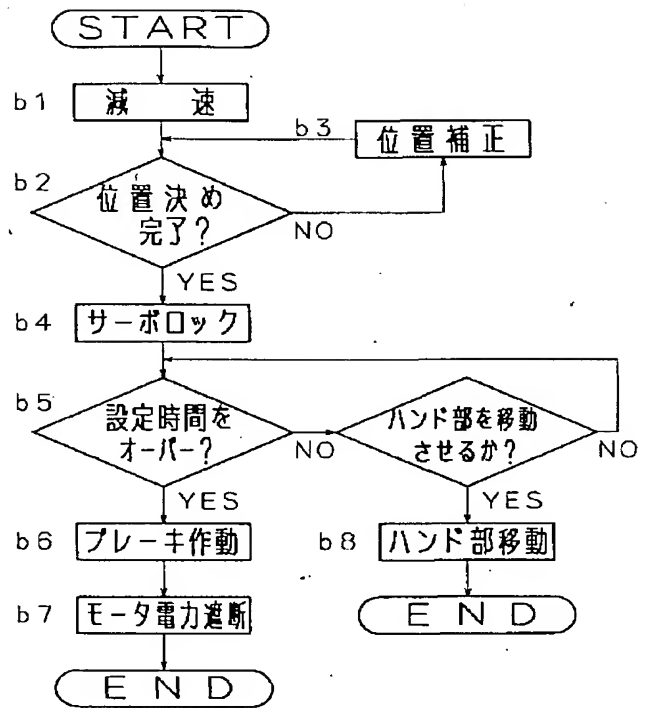 START
b1 減速
b3 位置補正
b2 位置決め
完了?
NO
YES
b4 サーボロック
b5 設定時間を
オーバー?
NO
ハンド部を移動
させるか?
NO
YES
YES
b6 ブレーキ作動
b8 ハンド部移動
b7 モータ電力遮断
END
END